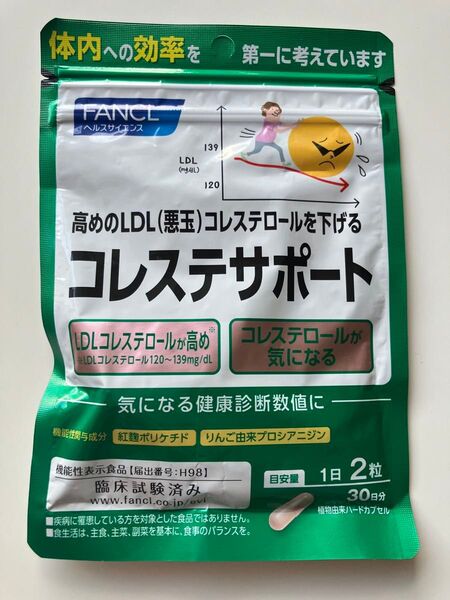 体内への効率を 第一に考えています
FANCL
ヘルスサイエンス
LDL
(mg/dL)
139
120
高めのLDL(悪玉)コレステロールを下げる
コレステサポート
LDLコレステロールが高め※
※LDLコレステロール120〜139mg/dL
コレステロールが
気になる
気になる健康診断数値に
機能性関与成分 紅麹ポリケチド りんご由来プロシアニジン
機能性表示食品【届出番号:H98】
臨床試験済み
www.fancl.co.jp/evi
目安量 1日2粒
30日分
植物由来ハードカプセル
■疾病に罹患している方を対象とした食品ではありません。
■食生活は、主食、主菜、副菜を基本に、食事のバランスを。